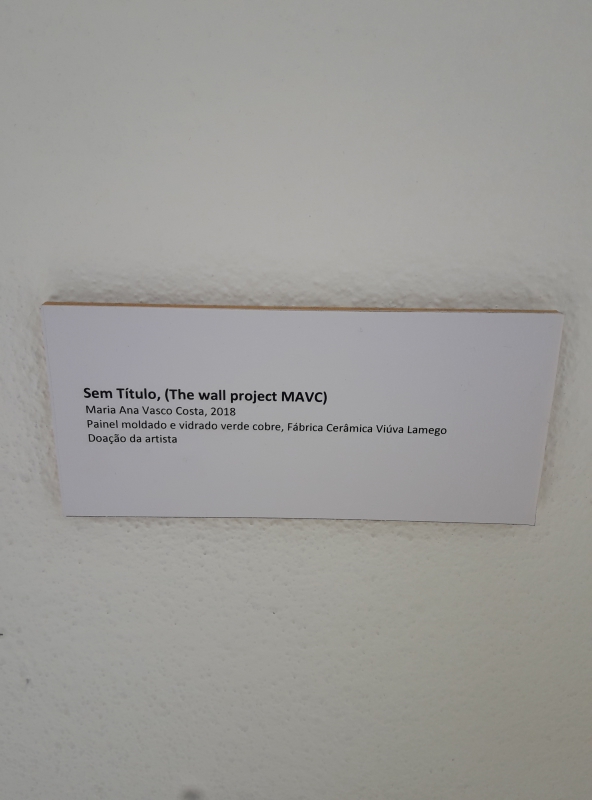 Sem Título, (The wall project MAVC)
Maria Ana Vasco Costa, 2018
Painel moldado e vidrado verde cobre, Fábrica Cerâmica Viúva Lamego
Doação da artista